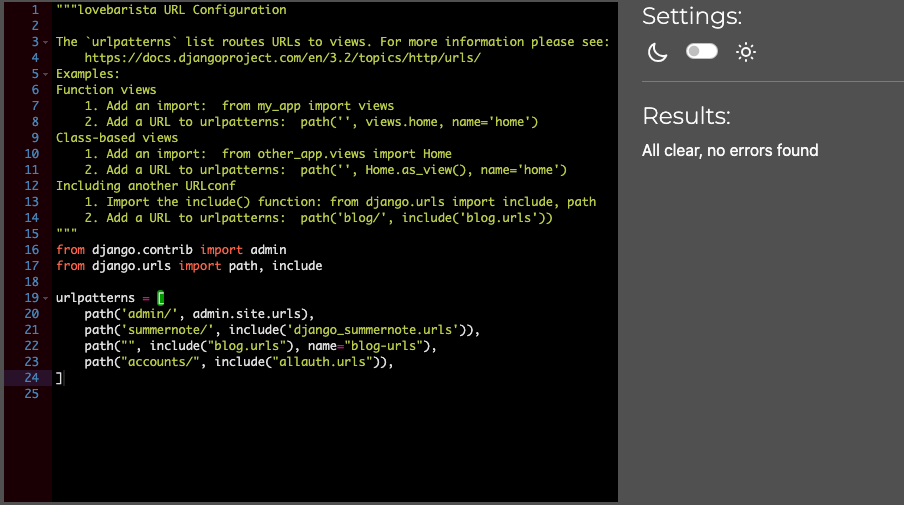 1 """lovebarista URL Configuration
2
3 The `urlpatterns` list routes URLs to views. For more information please see:
4     https://docs.djangoproject.com/en/3.2/topics/http/urls/
5 Examples:
6 Function views
7     1. Add an import:  from my_app import views
8     2. Add a URL to urlpatterns:  path('', views.home, name='home')
9 Class-based views
10     1. Add an import:  from other_app.views import Home
11     2. Add a URL to urlpatterns:  path('', Home.as_view(), name='home')
12 Including another URLconf
13     1. Import the include() function: from django.urls import include, path
14     2. Add a URL to urlpatterns:  path('blog/', include('blog.urls'))
15 """
16 from django.contrib import admin
17 from django.urls import path, include
18
19 urlpatterns = [
20     path('admin/', admin.site.urls),
21     path('summernote/', include('django_summernote.urls')),
22     path("", include("blog.urls"), name="blog-urls"),
23     path("accounts/", include("allauth.urls")),
24 ]
25
Settings:
Results:
All clear, no errors found